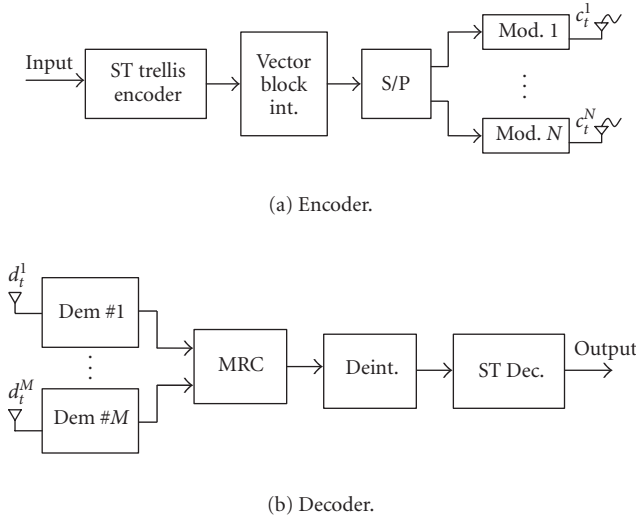 Input
ST trellis
encoder
Vector
block
int.
S/P
Mod. 1
c_t^1
⋮
Mod. N
c_t^N
(a) Encoder.
d_t^1
Dem #1
⋮
d_t^M
Dem #M
MRC
Deint.
ST Dec.
Output
(b) Decoder.